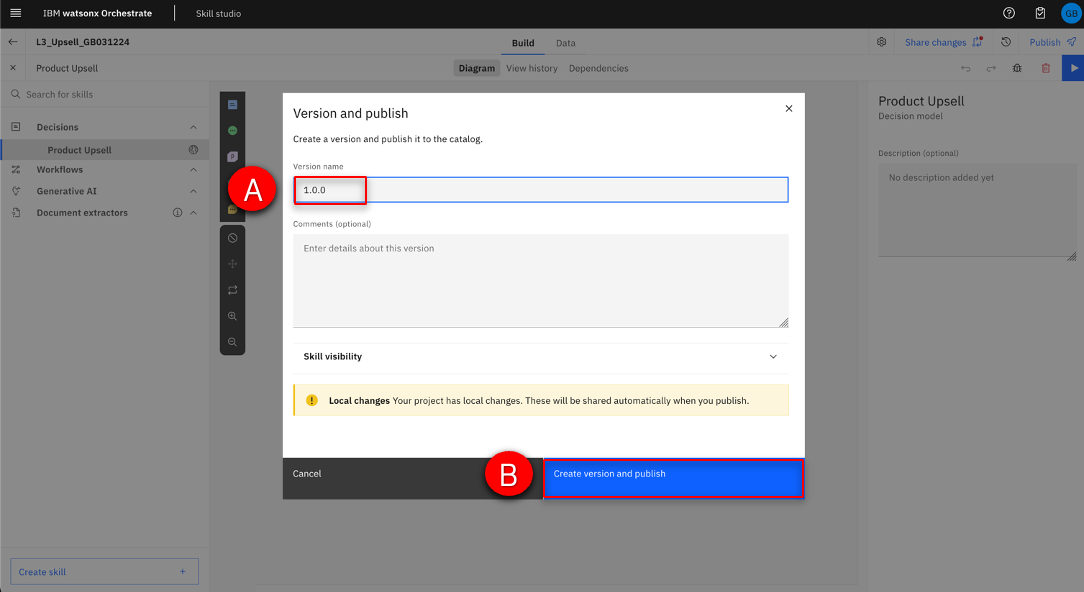 IBM watsonx Orchestrate
Skill studio
GB
L3_Upsell_GB031224
Build
Data
Share changes
Publish
Product Upsell
Diagram
View history
Dependencies
Search for skills
Decisions
Product Upsell
Workflows
Generative AI
Document extractors
Version and publish
Create a version and publish it to the catalog.
Version name
A
1.0.0
Comments (optional)
Enter details about this version
Skill visibility
Local changes Your project has local changes. These will be shared automatically when you publish.
Cancel
B
Create version and publish
Product Upsell
Decision model
Description (optional)
No description added yet
Create skill